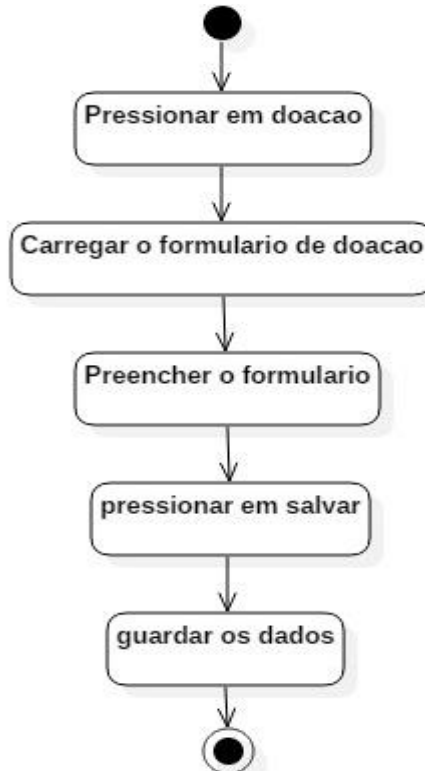 Pressionar em doacao
Carregar o formulario de doacao
Preencher o formulario
pressionar em salvar
guardar os dados